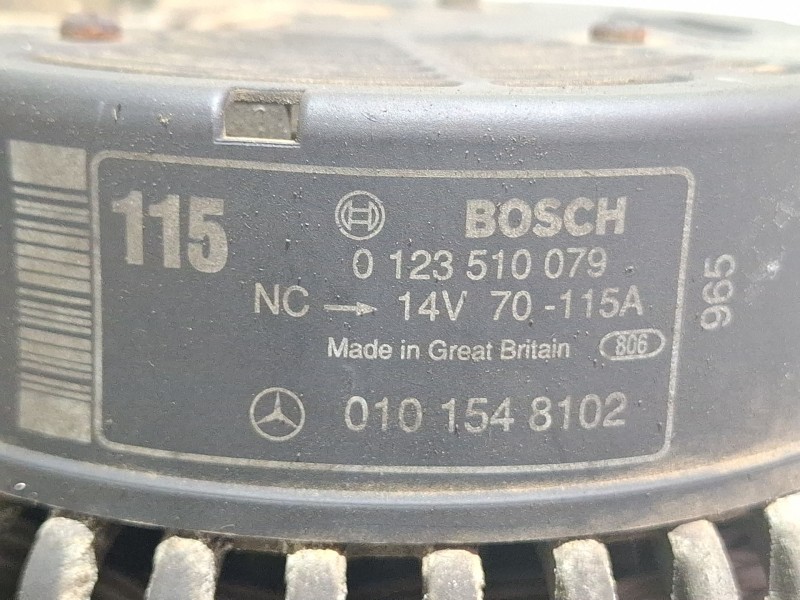 115
BOSCH
0 123 510 079
NC → 14V 70-115A
Made in Great Britain 806
010 154 8102
965